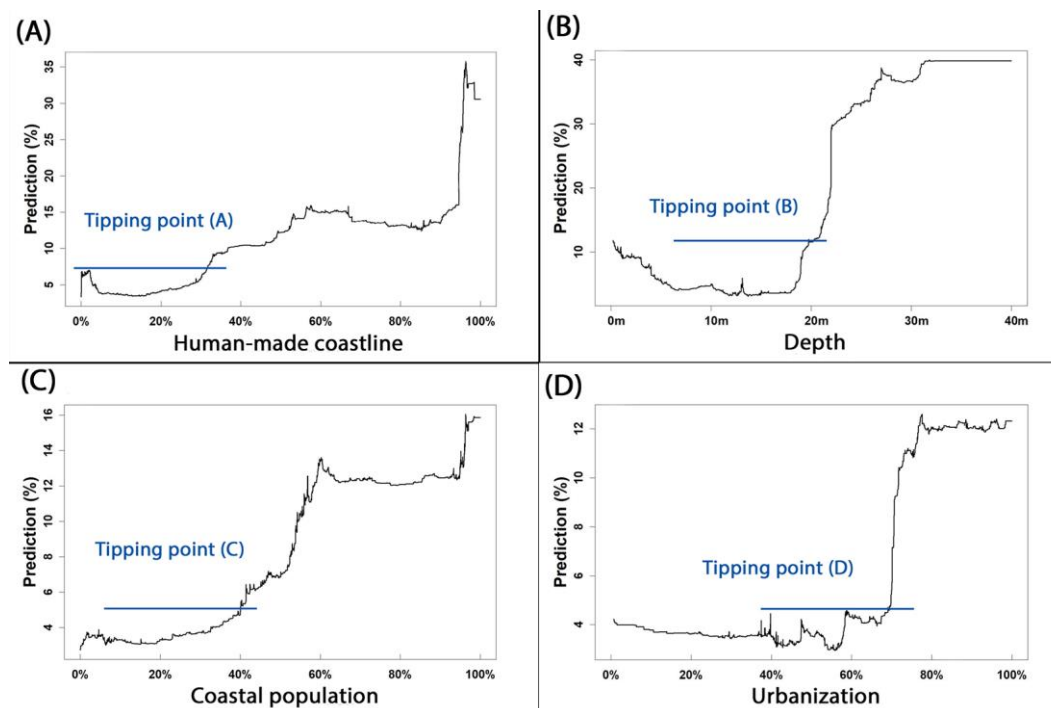 (A)
Prediction (%)
35
30
25
20
15
10
5
Tipping point (A)
0% 20% 40% 60% 80% 100%
Human-made coastline
(B)
Prediction (%)
40
30
20
10
Tipping point (B)
0m 10m 20m 30m 40m
Depth
(C)
Prediction (%)
16
14
12
10
8
6
4
Tipping point (C)
0% 20% 40% 60% 80% 100%
Coastal population
(D)
Prediction (%)
12
10
8
6
4
Tipping point (D)
0% 20% 40% 60% 80% 100%
Urbanization